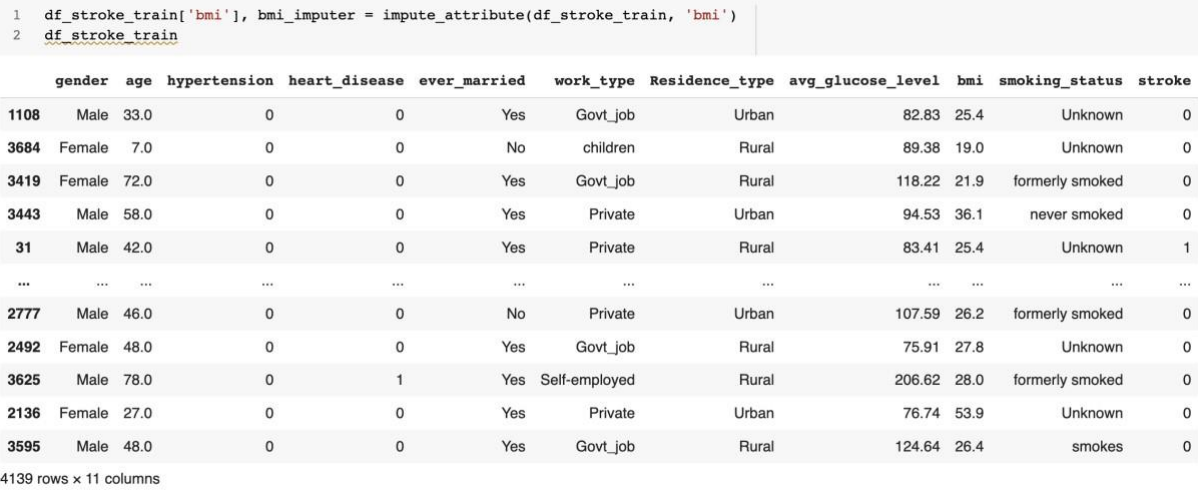 1 df_stroke_train['bmi'], bmi_imputer = impute_attribute(df_stroke_train, 'bmi')
2 df_stroke_train
gender age hypertension heart_disease ever_married work_type Residence_type avg_glucose_level bmi smoking_status stroke
1108 Male 33.0 0 0 Yes Govt_job Urban 82.83 25.4 Unknown 0
3684 Female 7.0 0 0 No children Rural 89.38 19.0 Unknown 0
3419 Female 72.0 0 0 Yes Govt_job Rural 118.22 21.9 formerly smoked 0
3443 Male 58.0 0 0 Yes Private Urban 94.53 36.1 never smoked 0
31 Male 42.0 0 0 Yes Private Rural 83.41 25.4 Unknown 1
... ... ... ... ... ... ... ... ... ... ... ...
2777 Male 46.0 0 0 No Private Urban 107.59 26.2 formerly smoked 0
2492 Female 48.0 0 0 Yes Govt_job Rural 75.91 27.8 Unknown 0
3625 Male 78.0 0 1 Yes Self-employed Rural 206.62 28.0 formerly smoked 0
2136 Female 27.0 0 0 Yes Private Urban 76.74 53.9 Unknown 0
3595 Male 48.0 0 0 Yes Govt_job Rural 124.64 26.4 smokes 0
4139 rows × 11 columns